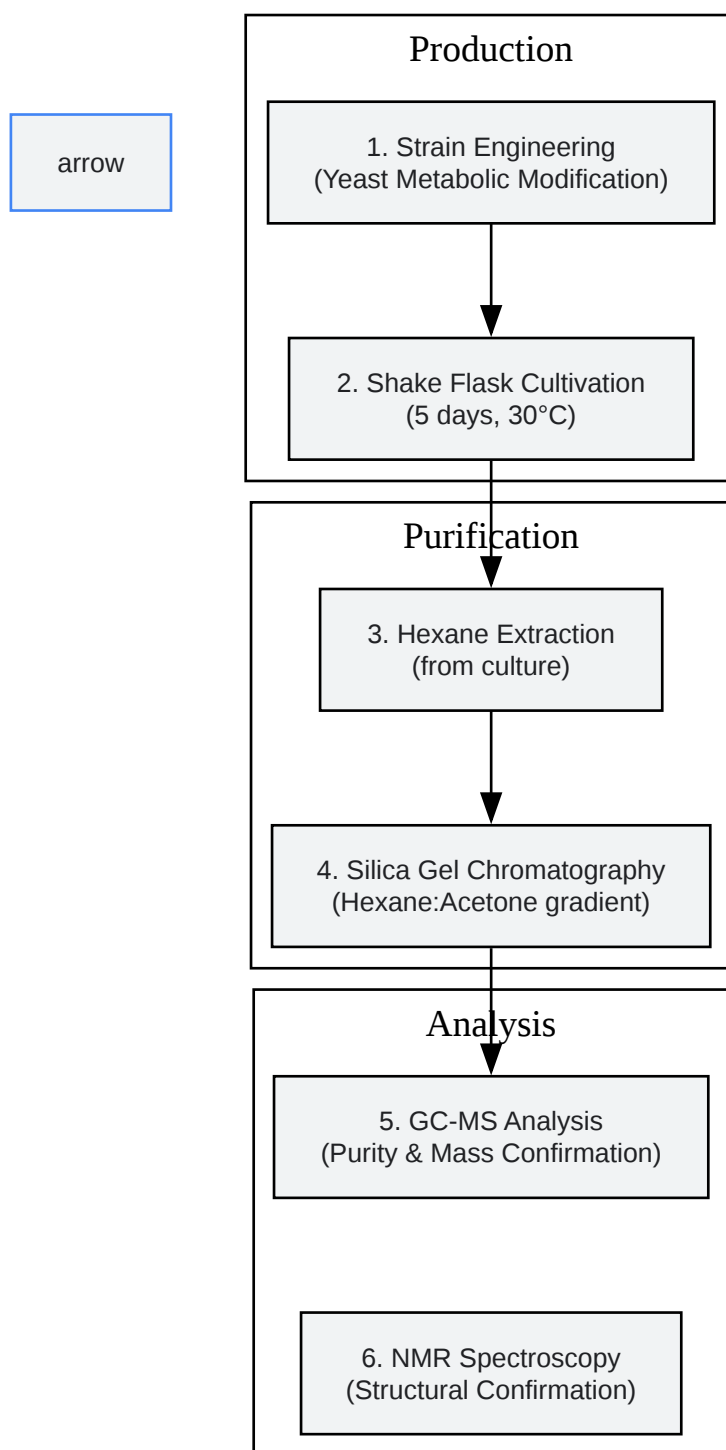 Production
arrow
1. Strain Engineering
(Yeast Metabolic Modification)
2. Shake Flask Cultivation
(5 days, 30°C)
Purification
3. Hexane Extraction
(from culture)
4. Silica Gel Chromatography
(Hexane:Acetone gradient)
Analysis
5. GC-MS Analysis
(Purity & Mass Confirmation)
6. NMR Spectroscopy
(Structural Confirmation)